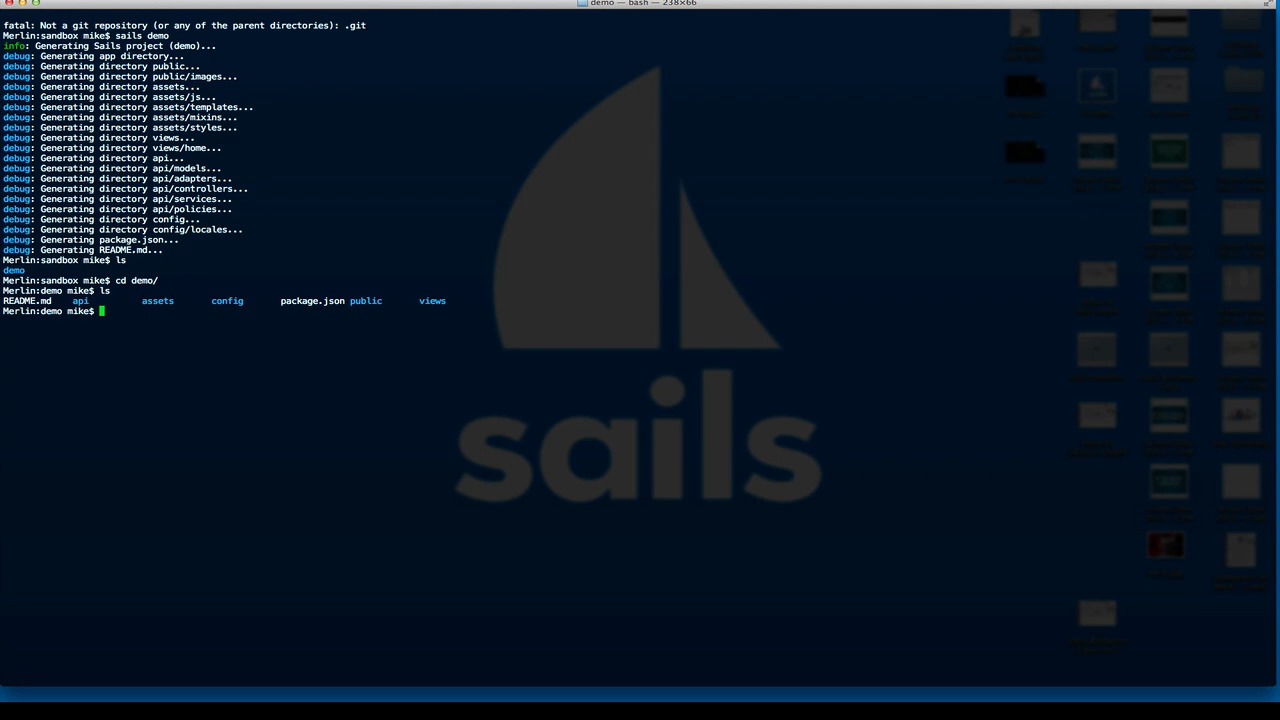 demo — bash — 238×66
fatal: Not a git repository (or any of the parent directories): .git
Merlin:sandbox mike$ sails demo
info: Generating Sails project (demo)...
debug: Generating app directory...
debug: Generating directory public...
debug: Generating directory public/images...
debug: Generating directory assets...
debug: Generating directory assets/js...
debug: Generating directory assets/templates...
debug: Generating directory assets/mixins...
debug: Generating directory assets/styles...
debug: Generating directory views...
debug: Generating directory views/home...
debug: Generating directory api...
debug: Generating directory api/models...
debug: Generating directory api/adapters...
debug: Generating directory api/controllers...
debug: Generating directory api/services...
debug: Generating directory api/policies...
debug: Generating directory config...
debug: Generating directory config/locales...
debug: Generating package.json...
debug: Generating README.md...
Merlin:sandbox mike$ ls
demo
Merlin:sandbox mike$ cd demo/
Merlin:demo mike$ ls
README.md api assets config package.json public views
Merlin:demo mike$
sails